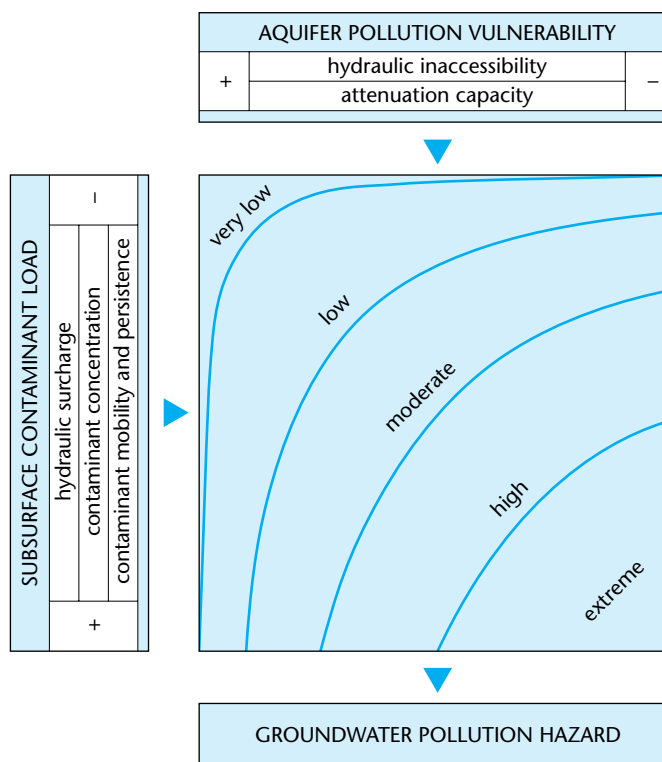 AQUIFER POLLUTION VULNERABILITY
+
hydraulic inaccessibility
attenuation capacity
–
SUBSURFACE CONTAMINANT LOAD
–
hydraulic surcharge
contaminant concentration
contaminant mobility and persistence
+
very low
low
moderate
high
extreme
GROUNDWATER POLLUTION HAZARD